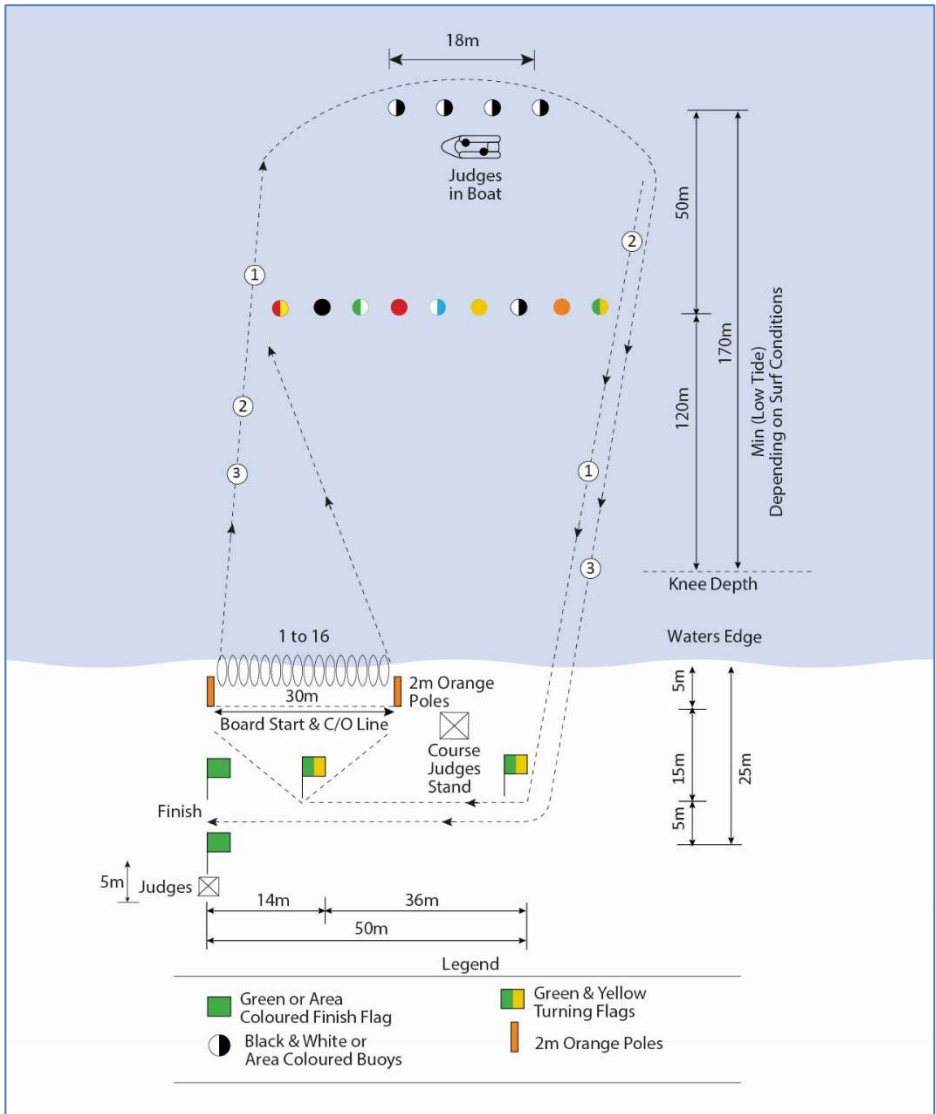 18m
Judges
in Boat
50m
2
1
170m
Min (Low Tide)
Depending on Surf Conditions
120m
2
1
3
3
Knee Depth
1 to 16
Waters Edge
30m
2m Orange
Poles
Board Start & C/O Line
5m
Course
Judges
Stand
15m
25m
Finish
5m
5m
Judges
14m
36m
50m
Legend
Green or Area
Coloured Finish Flag
Green & Yellow
Turning Flags
Black & White or
Area Coloured Buoys
2m Orange Poles